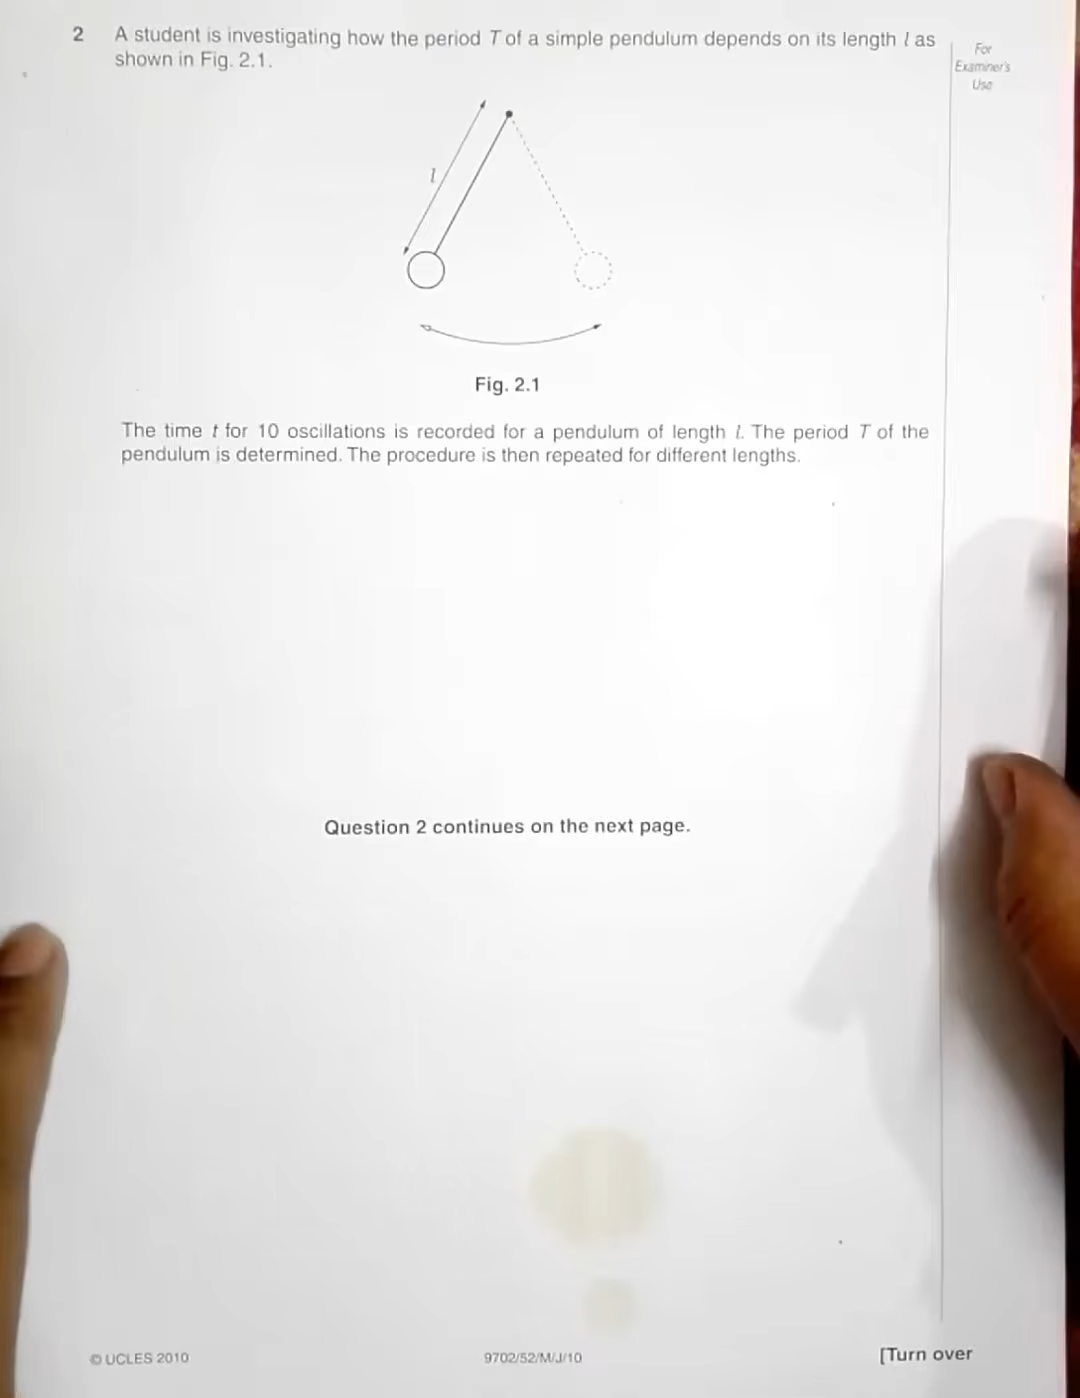 2 A student is investigating how the period T of a simple pendulum depends on its length l as
shown in Fig. 2.1.
For
Examiner's
Use
l
Fig. 2.1
The time t for 10 oscillations is recorded for a pendulum of length l. The period T of the
pendulum is determined. The procedure is then repeated for different lengths.
Question 2 continues on the next page.
© UCLES 2010
9702/52/M/J/10
[Turn over